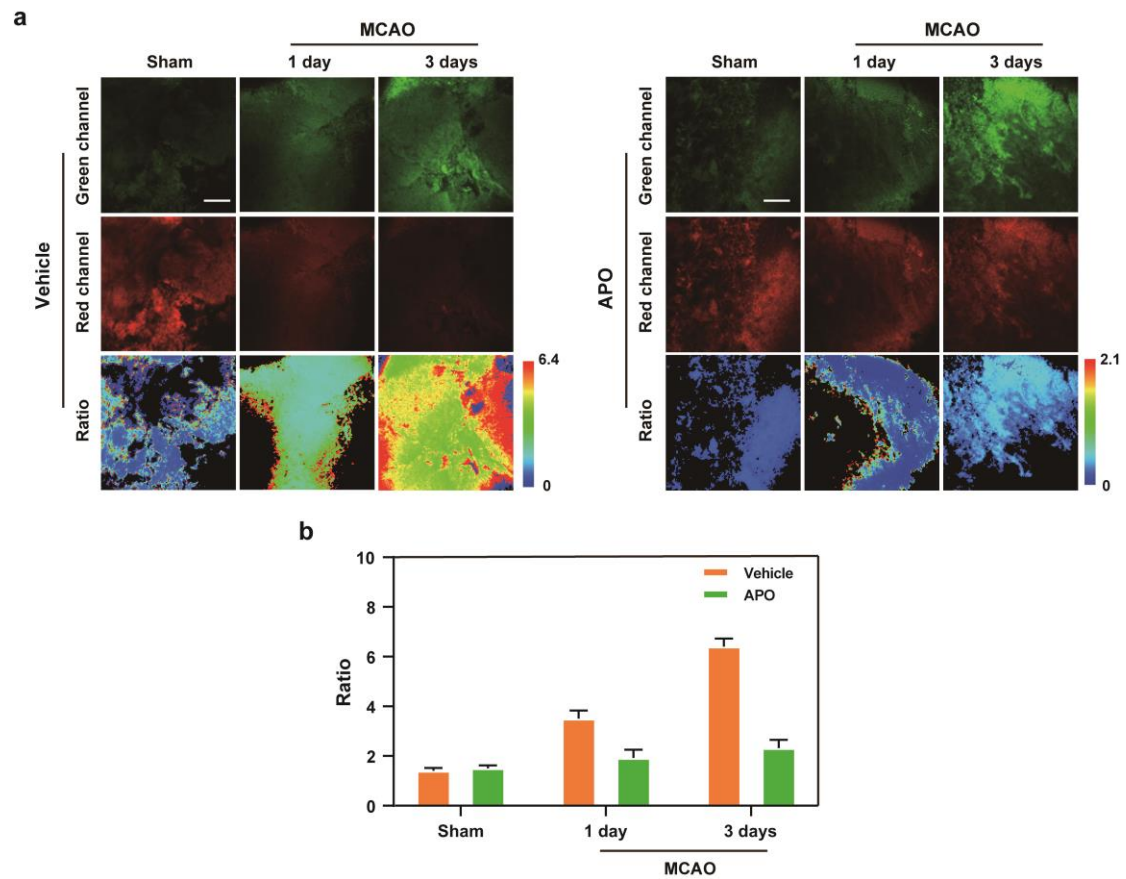 a
MCAO
Sham 1 day 3 days
Vehicle
Green channel
Red channel
Ratio
6.4
0
MCAO
Sham 1 day 3 days
APO
Green channel
Red channel
Ratio
2.1
0
b
Ratio
10
8
6
4
2
0
Vehicle
APO
Sham 1 day 3 days
MCAO